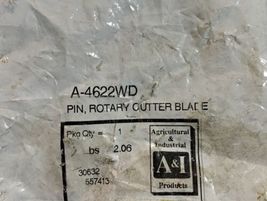 A-4622WD
PIN, ROTARY CUTTER BLADE
Pkg Qty = 1
lbs 2.06
30632
557413
Agricultural &
Industrial
A&I
Products